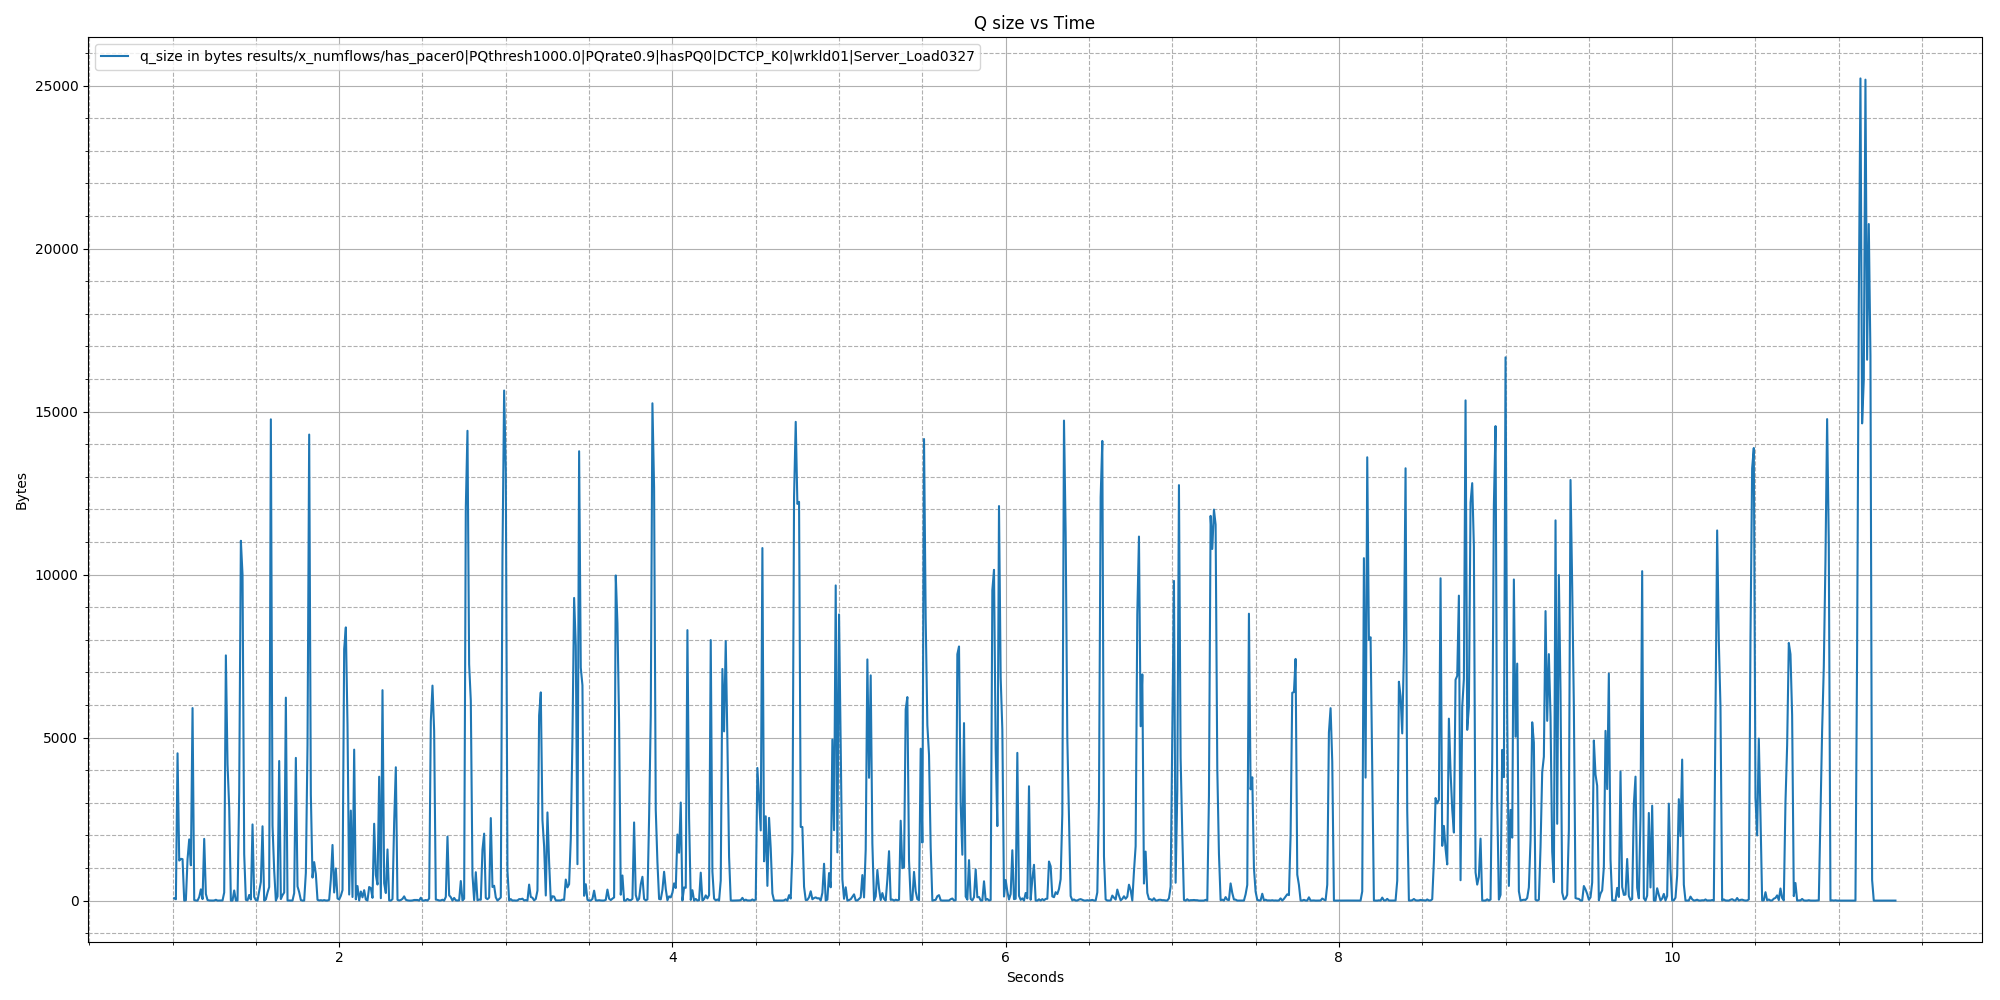 Q size vs Time
q_size in bytes results/x_numflows/has_pacer0|PQthresh1000.0|PQrate0.9|hasPQ0|DCTCP_K0|wrkld01|Server_Load0327
25000
20000
15000
10000
5000
0
Bytes
2 4 6 8 10
Seconds